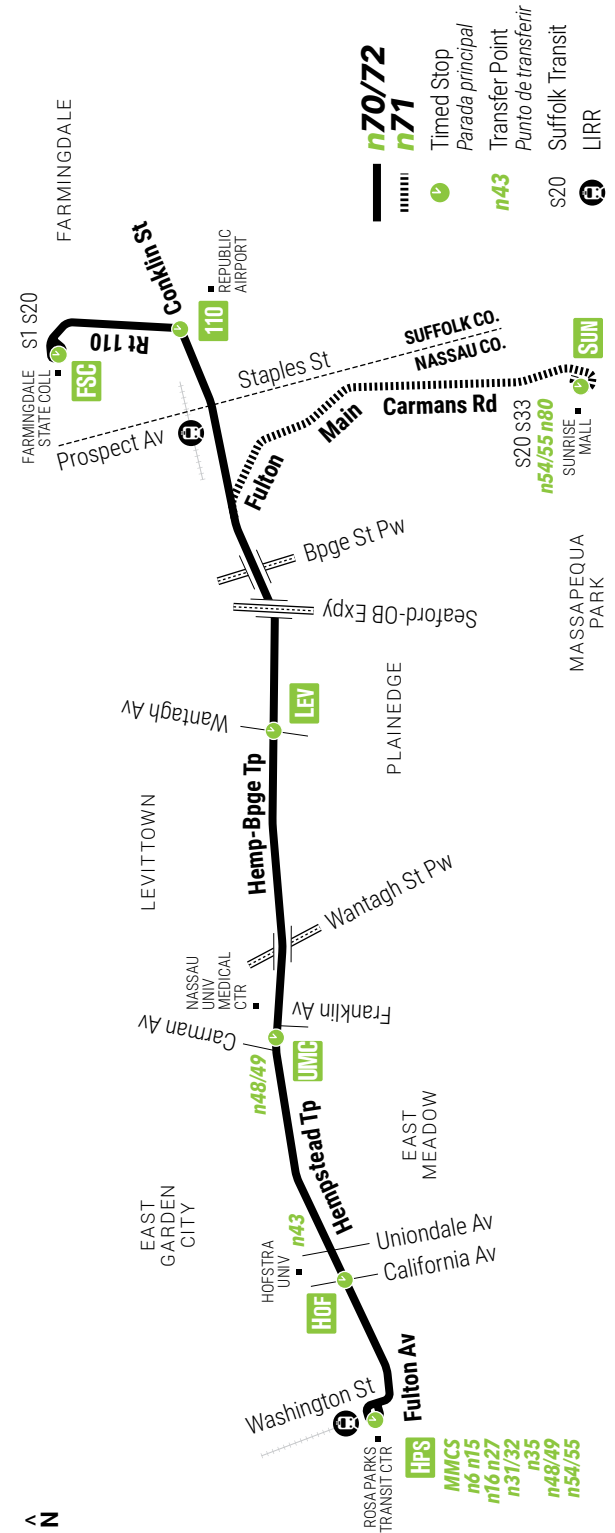 ^
N
Washington St
ROSA PARKS
TRANSIT CTR
HPS
MMCS
n6 n15
n16 n27
n31/32
n35
n48/49
n54/55
Fulton Av
HOF
HOFSTRA
UNIV
n43
California Av
Uniondale Av
Hempstead Tp
EAST
GARDEN
CITY
EAST
MEADOW
n48/49
Carman Av
UMC
Franklin Av
NASSAU
UNIV
MEDICAL
CTR
Wantagh St Pw
LEVITTOWN
Hemp-Bpge Tp
Wantagh Av
LEV
PLAINEDGE
Seaford-OB Expy
Bpge St Pw
MASSAPEQUA
PARK
Fulton
Main
Carmans Rd
S20 S33
n54/55 n80
SUNRISE
MALL
SUN
Prospect Av
Staples St
SUFFOLK CO.
NASSAU CO.
FARMINGDALE
STATE COLL
S1 S20
FSC
Rt 110
Conklin St
110
REPUBLIC
AIRPORT
FARMINGDALE
n70/72
n71
Timed Stop
Parada principal
n43
Transfer Point
Punto de transferir
S20
Suffolk Transit
LIRR